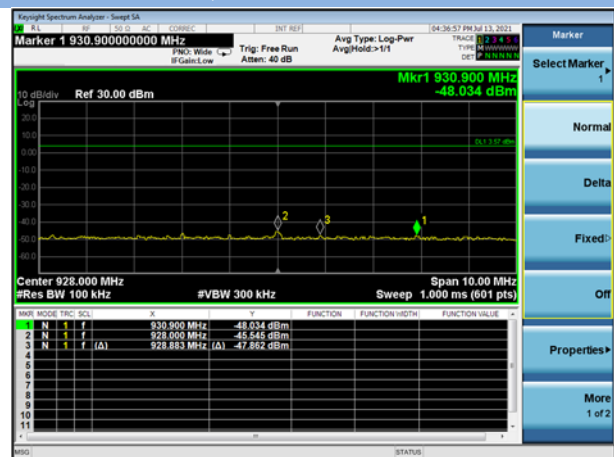 Keysight Spectrum Analyzer - Swept SA
RL RF 50 Ω AC CORREC INT REF 04:36:57 PM Jul 13, 2021
Marker 1 930.900000000 MHz
PNO: Wide
IFGain:Low
Trig: Free Run
Atten: 40 dB
Avg Type: Log-Pwr
Avg|Hold:>1/1
TRACE 1 2 3 4 5 6
TYPE M WWWWW
DET P NNNNN
Mkr1 930.900 MHz
-48.034 dBm
10 dB/div Ref 30.00 dBm
Log
20.0
10.0
0.00
-10.0
-20.0
-30.0
-40.0
-50.0
-60.0
DL1 3.57 dBm
2
3
1
Center 928.000 MHz Span 10.00 MHz
#Res BW 100 kHz #VBW 300 kHz Sweep 1.000 ms (601 pts)
MKR MODE TRC SCL X Y FUNCTION FUNCTION WIDTH FUNCTION VALUE
1 N 1 f 930.900 MHz -48.034 dBm
2 N 1 f 928.000 MHz -45.545 dBm
3 N 1 f (Δ) 928.883 MHz (Δ) -47.862 dBm
4
5
6
7
8
9
10
11
MSG STATUS
Marker
Select Marker
1
Normal
Delta
Fixed
Off
Properties
More
1 of 2